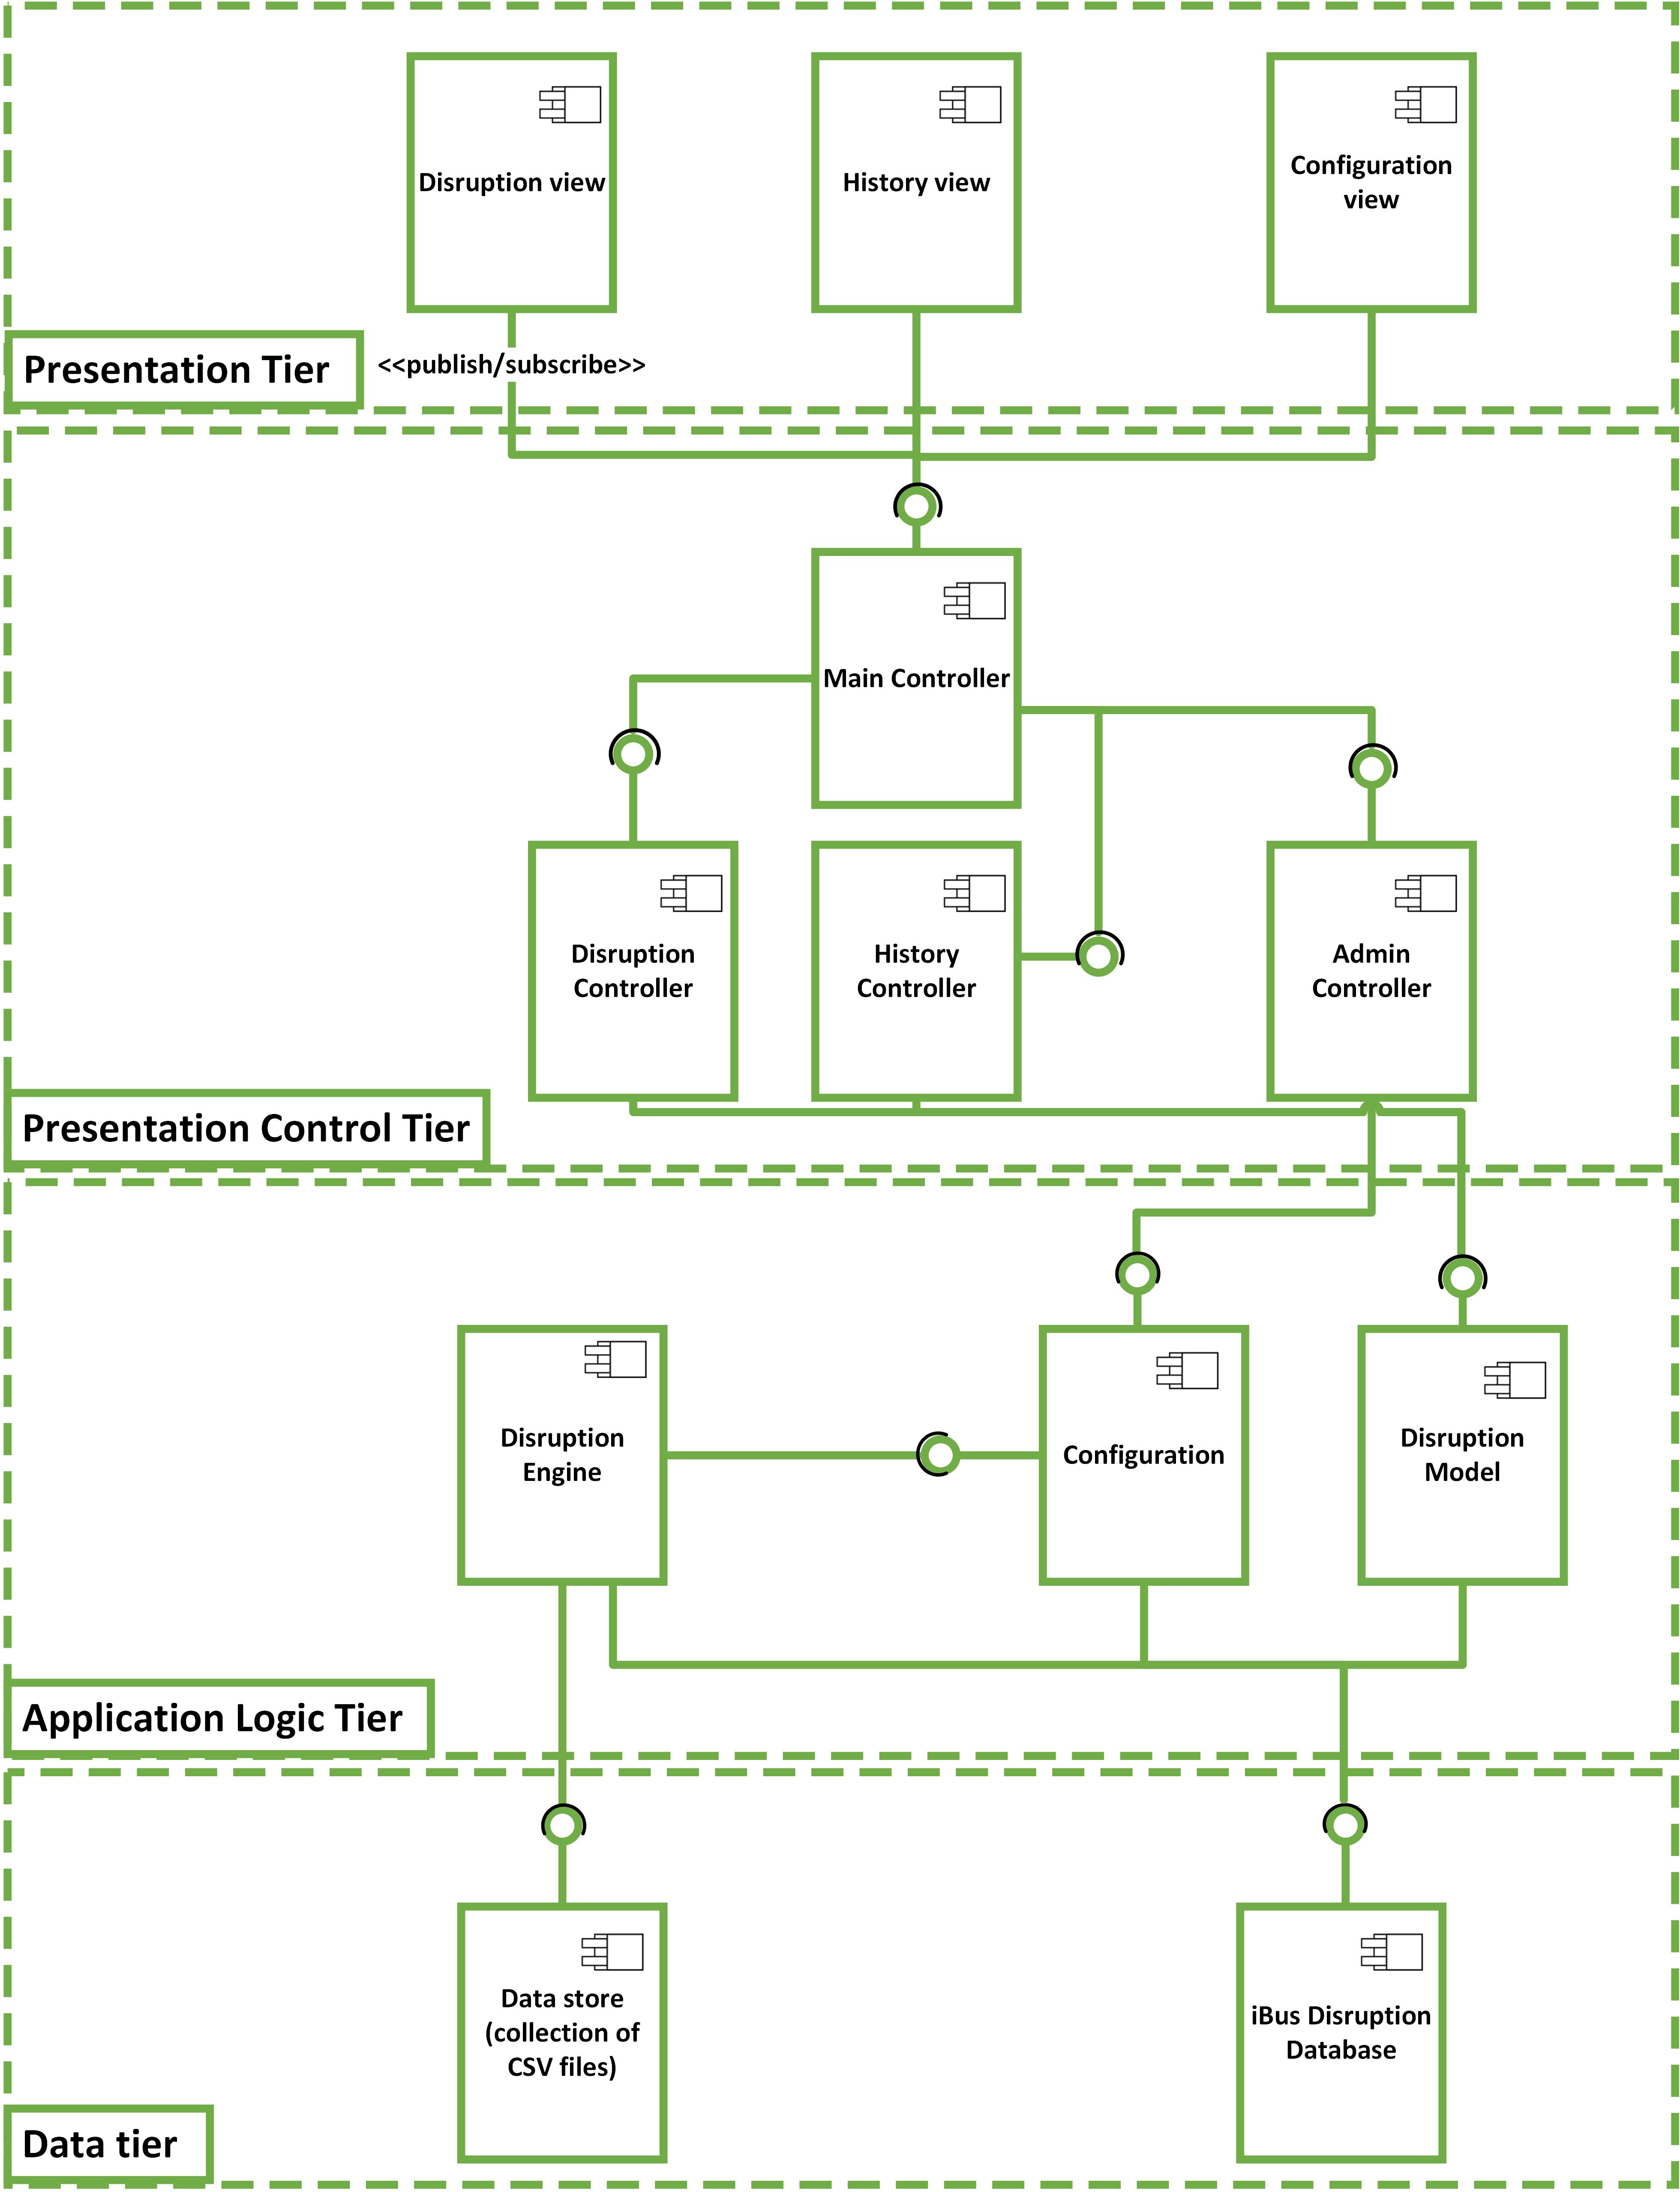 Disruption view
History view
Configuration
view
Presentation Tier
<<publish/subscribe>>
Main Controller
Disruption
Controller
History
Controller
Admin
Controller
Presentation Control Tier
Disruption
Engine
Configuration
Disruption
Model
Application Logic Tier
Data store
(collection of
CSV files)
iBus Disruption
Database
Data tier